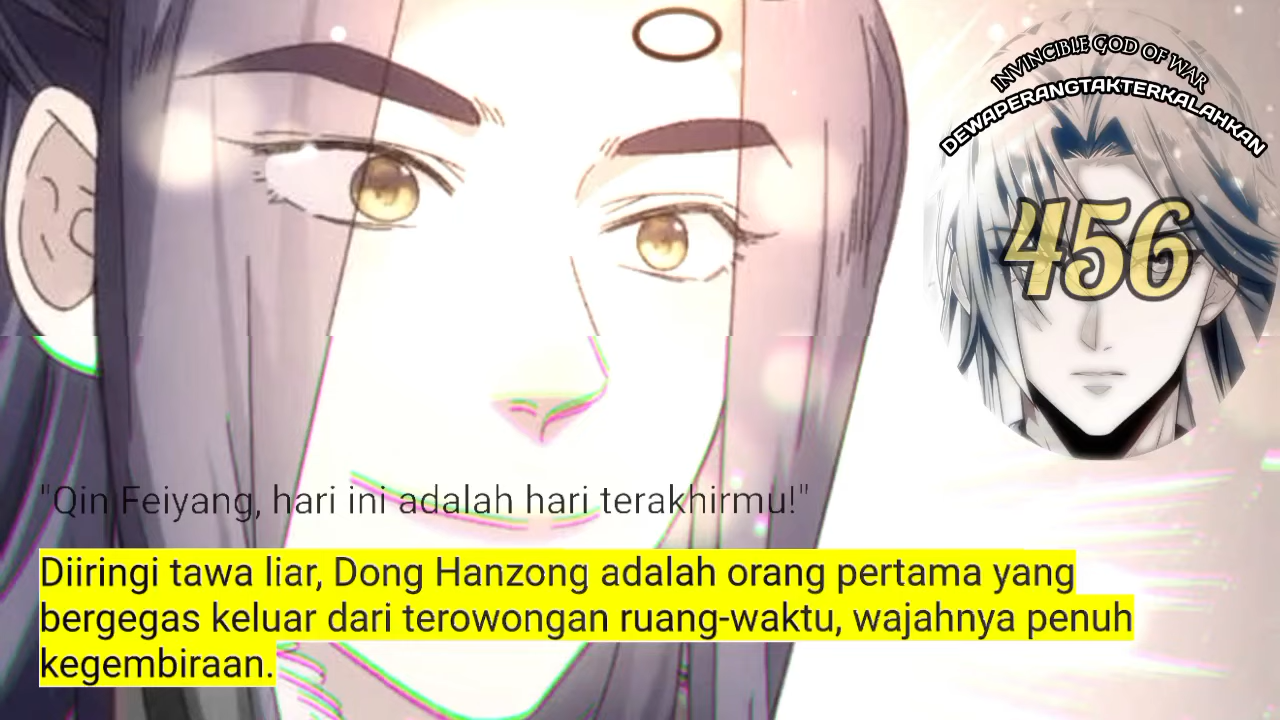 INVINCIBLE GOD OF WAR
DEWAPERANGTAKTERKALAHKAN
456
"Qin Feiyang, hari ini adalah hari terakhirmu!"
Diiringi tawa liar, Dong Hanzong adalah orang pertama yang
bergegas keluar dari terowongan ruang-waktu, wajahnya penuh
kegembiraan.